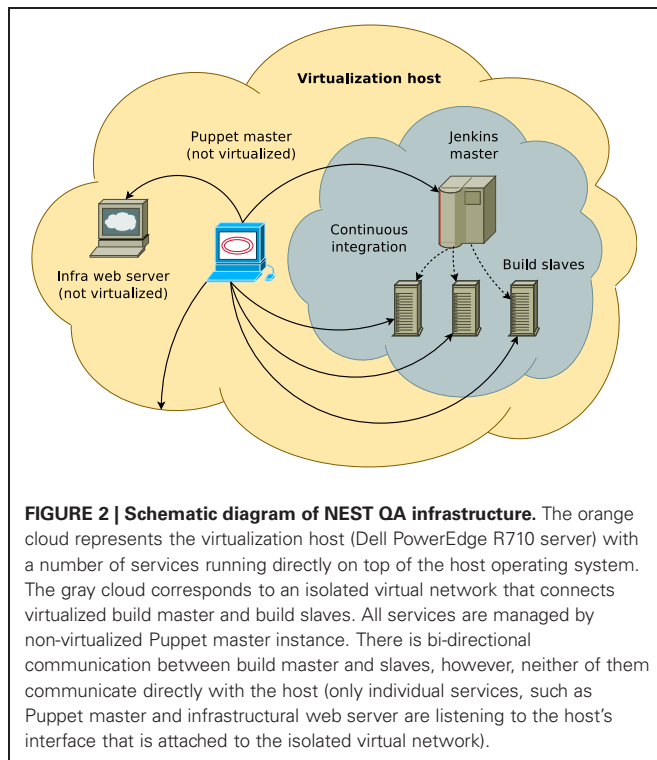 Virtualization host
Puppet master
(not virtualized)
Jenkins
master
Continuous
integration
Build slaves
Infra web server
(not virtualized)
FIGURE 2 | Schematic diagram of NEST QA infrastructure. The orange
cloud represents the virtualization host (Dell PowerEdge R710 server) with
a number of services running directly on top of the host operating system.
The gray cloud corresponds to an isolated virtual network that connects
virtualized build master and build slaves. All services are managed by
non-virtualized Puppet master instance. There is bi-directional
communication between build master and slaves, however, neither of them
communicate directly with the host (only individual services, such as
Puppet master and infrastructural web server are listening to the host's
interface that is attached to the isolated virtual network).